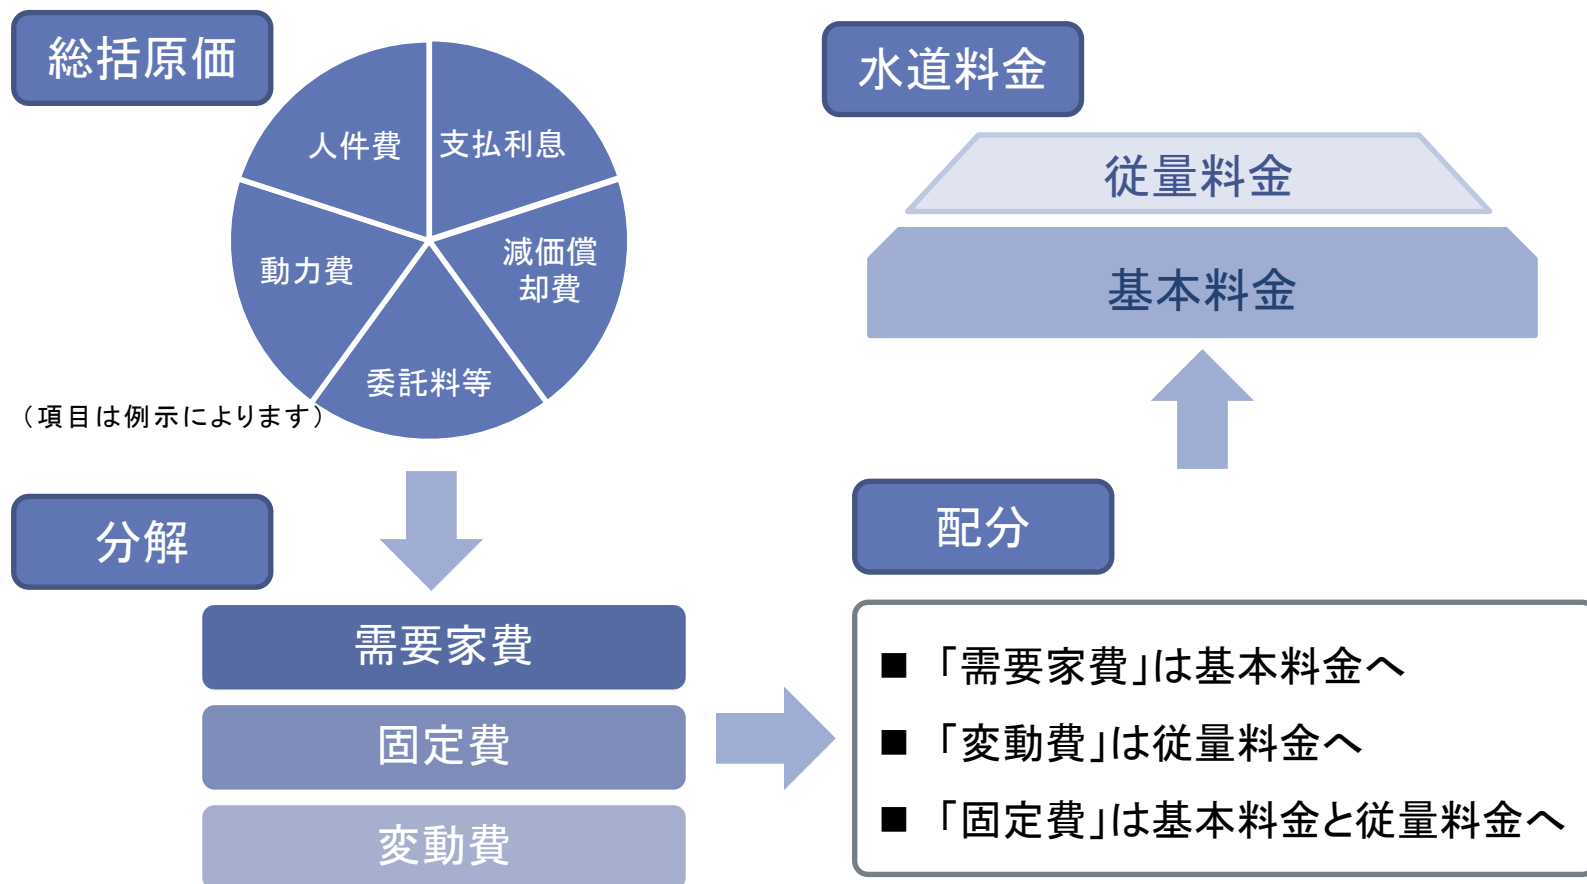 総括原価
人件費
支払利息
動力費
減価償
却費
委託料等
（項目は例示によります）
分解
需要家費
固定費
変動費
水道料金
従量料金
基本料金
配分
■ 「需要家費」は基本料金へ
■ 「変動費」は従量料金へ
■ 「固定費」は基本料金と従量料金へ